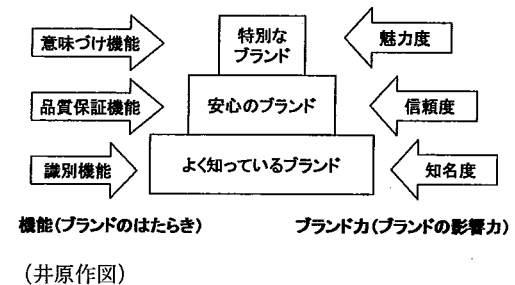 特別な
ブランド
意味づけ機能
魅力度
品質保証機能
安心のブランド
信頼度
識別機能
よく知っているブランド
知名度
機能(ブランドのはたらき)
ブランド力(ブランドの影響力)
(井原作図)